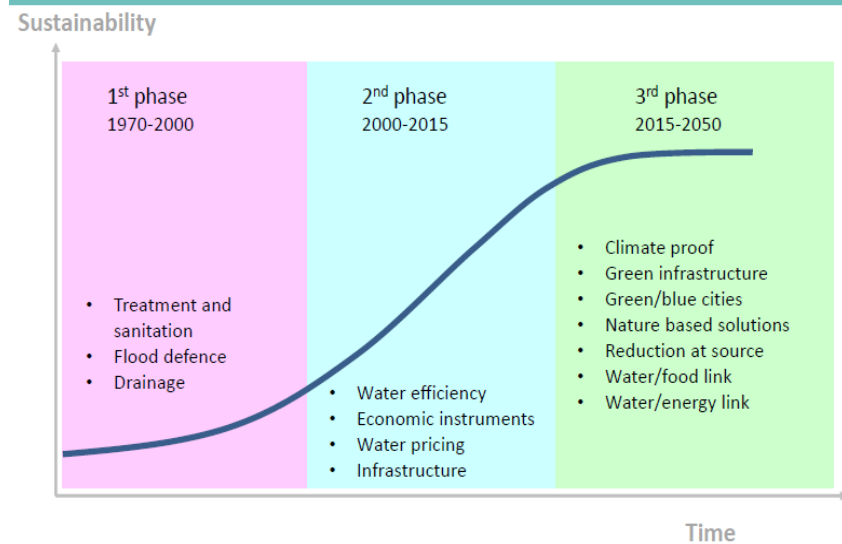 Sustainability
1st phase
1970-2000
2nd phase
2000-2015
3rd phase
2015-2050
• Treatment and
sanitation
• Flood defence
• Drainage
• Water efficiency
• Economic instruments
• Water pricing
• Infrastructure
• Climate proof
• Green infrastructure
• Green/blue cities
• Nature based solutions
• Reduction at source
• Water/food link
• Water/energy link
Time